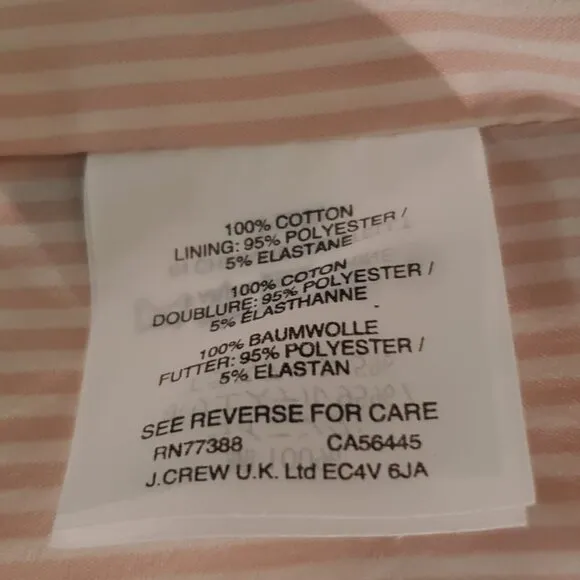 100% COTTON
LINING: 95% POLYESTER /
5% ELASTANE
100% COTON
DOUBLURE: 95% POLYESTER /
5% ÉLASTHANNE
100% BAUMWOLLE
FUTTER: 95% POLYESTER /
5% ELASTAN
SEE REVERSE FOR CARE
RN77388 CA56445
J.CREW U.K. Ltd EC4V 6JA